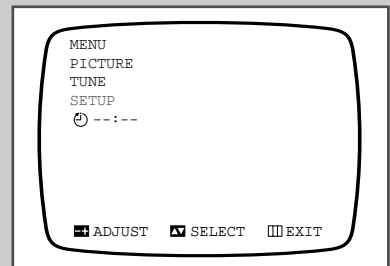 MENU
PICTURE
TUNE
SETUP
--:--
ADJUST SELECT EXIT